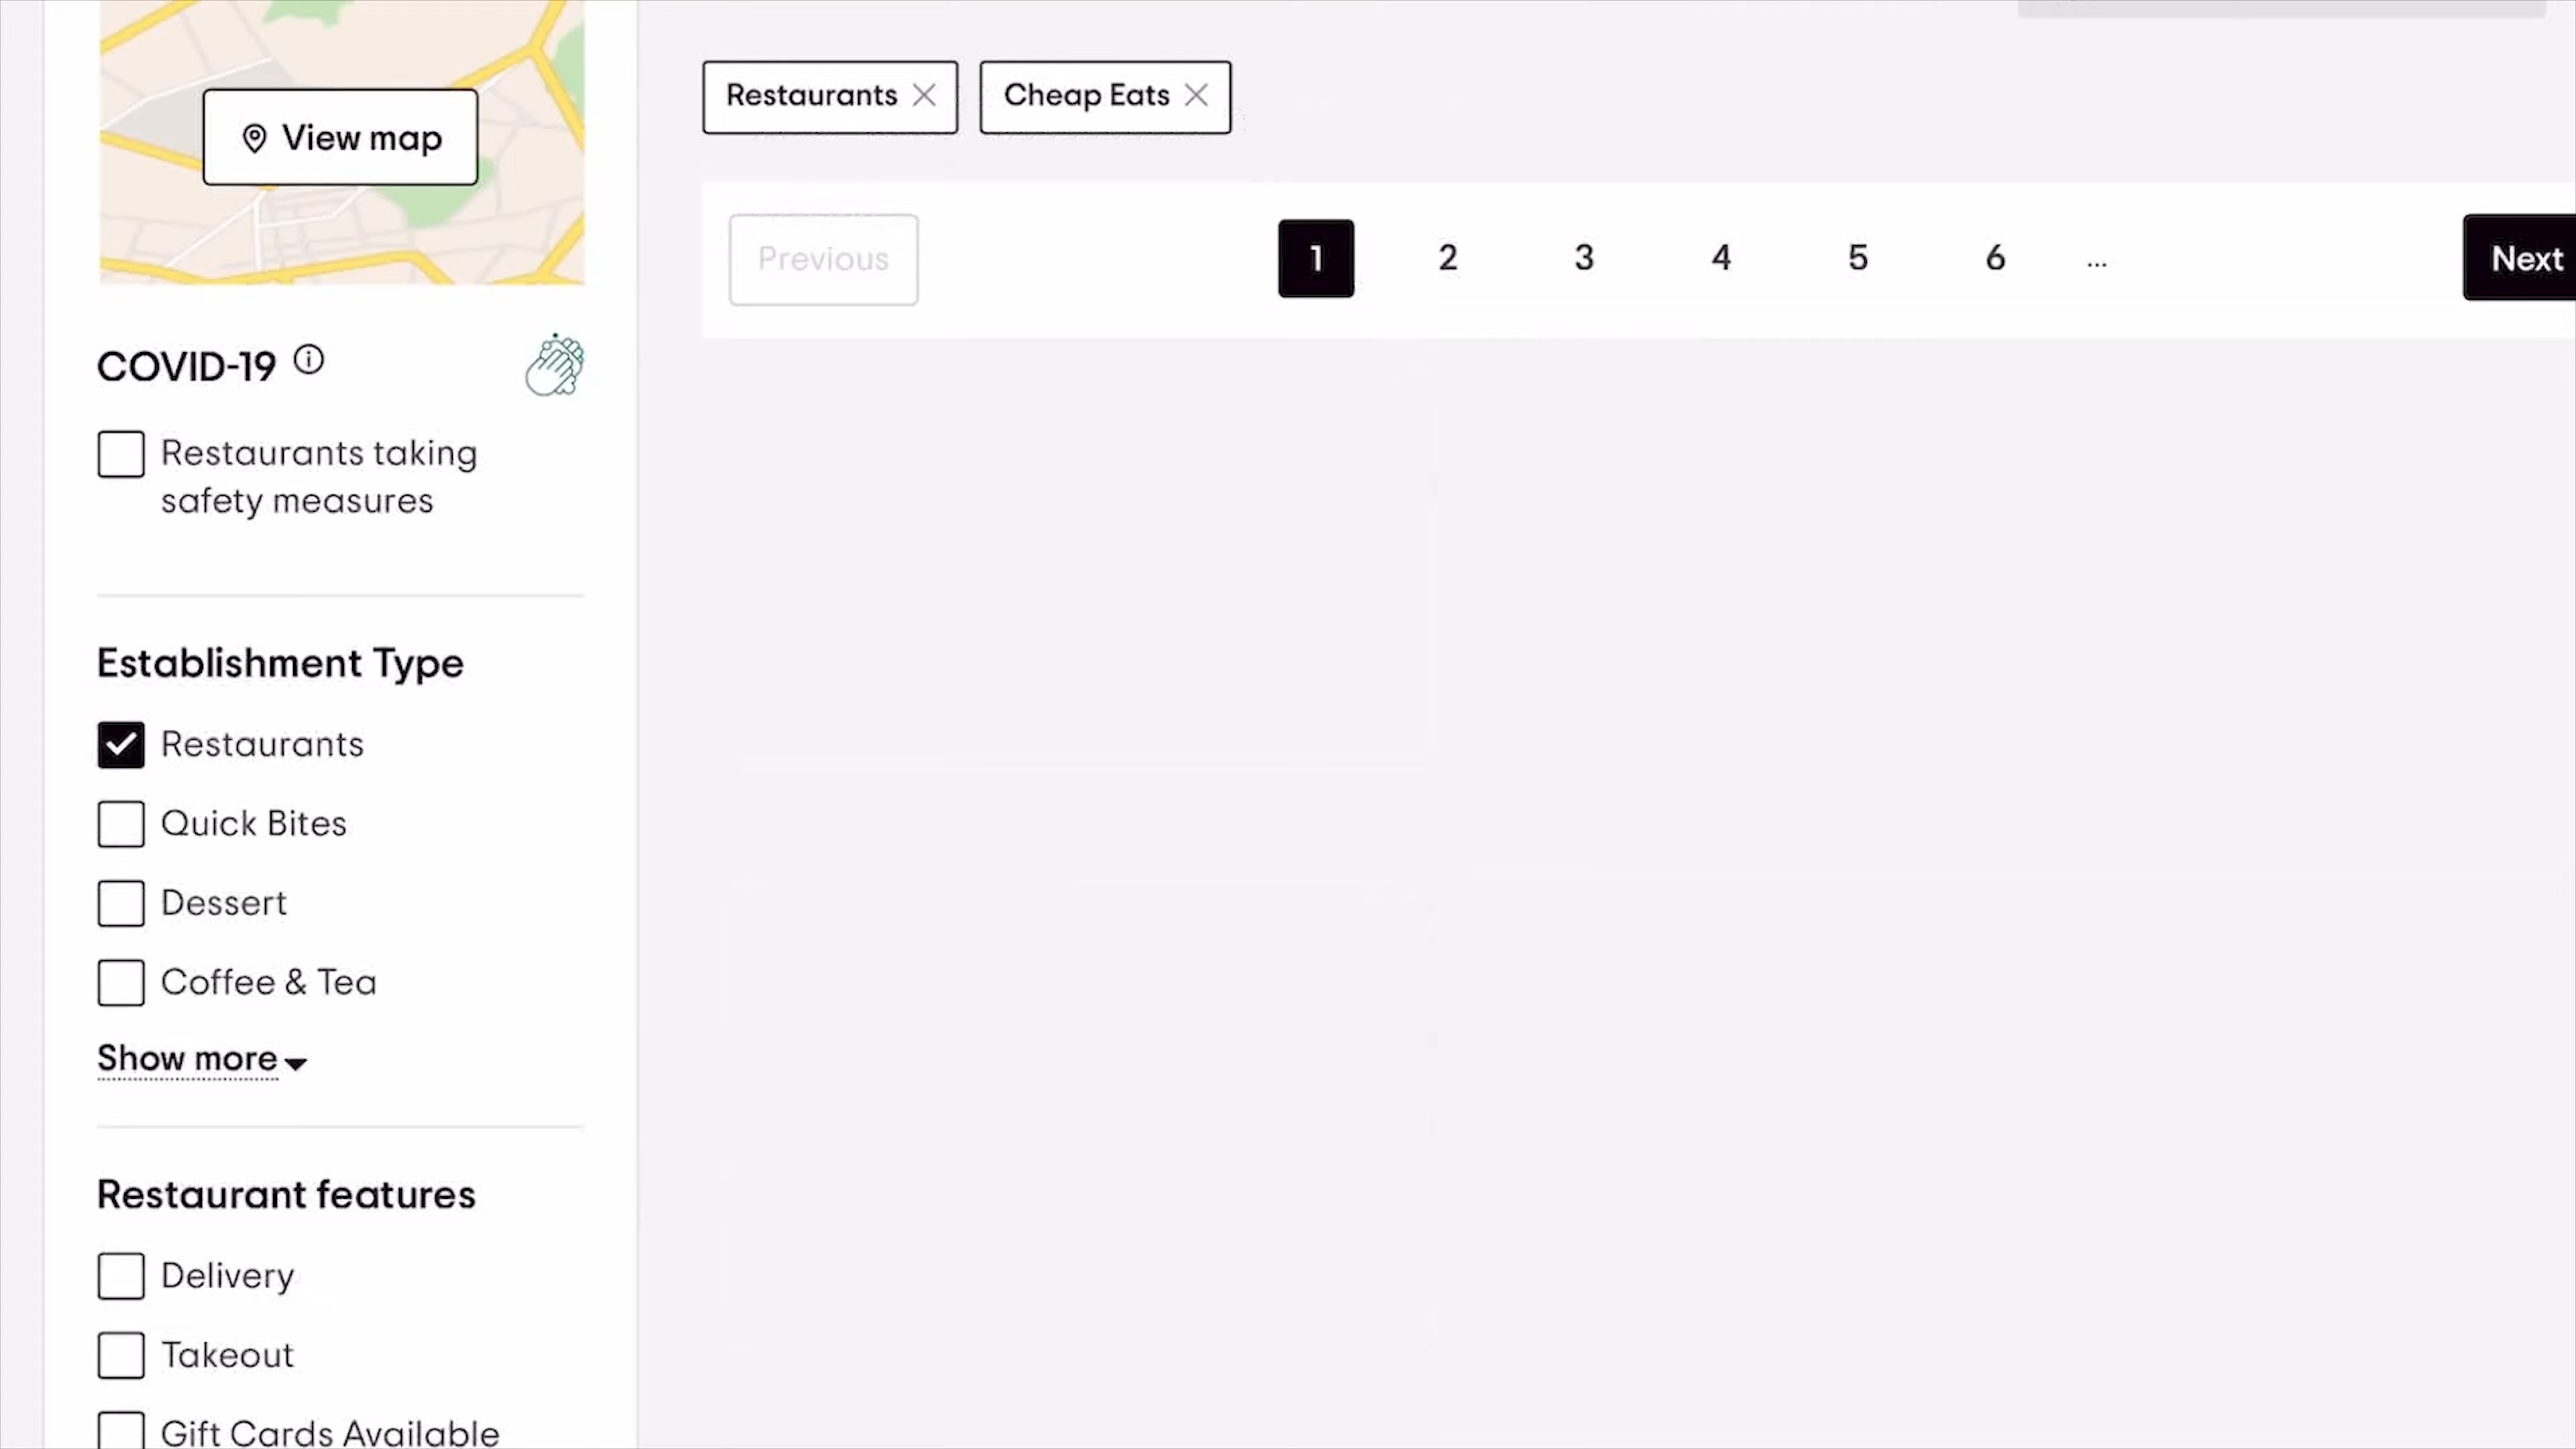 View map
COVID-19
Restaurants taking
safety measures
Establishment Type
Restaurants
Quick Bites
Dessert
Coffee & Tea
Show more
Restaurant features
Delivery
Takeout
Gift Cards Available
Restaurants
Cheap Eats
Previous 1 2 3 4 5 6 ... Next